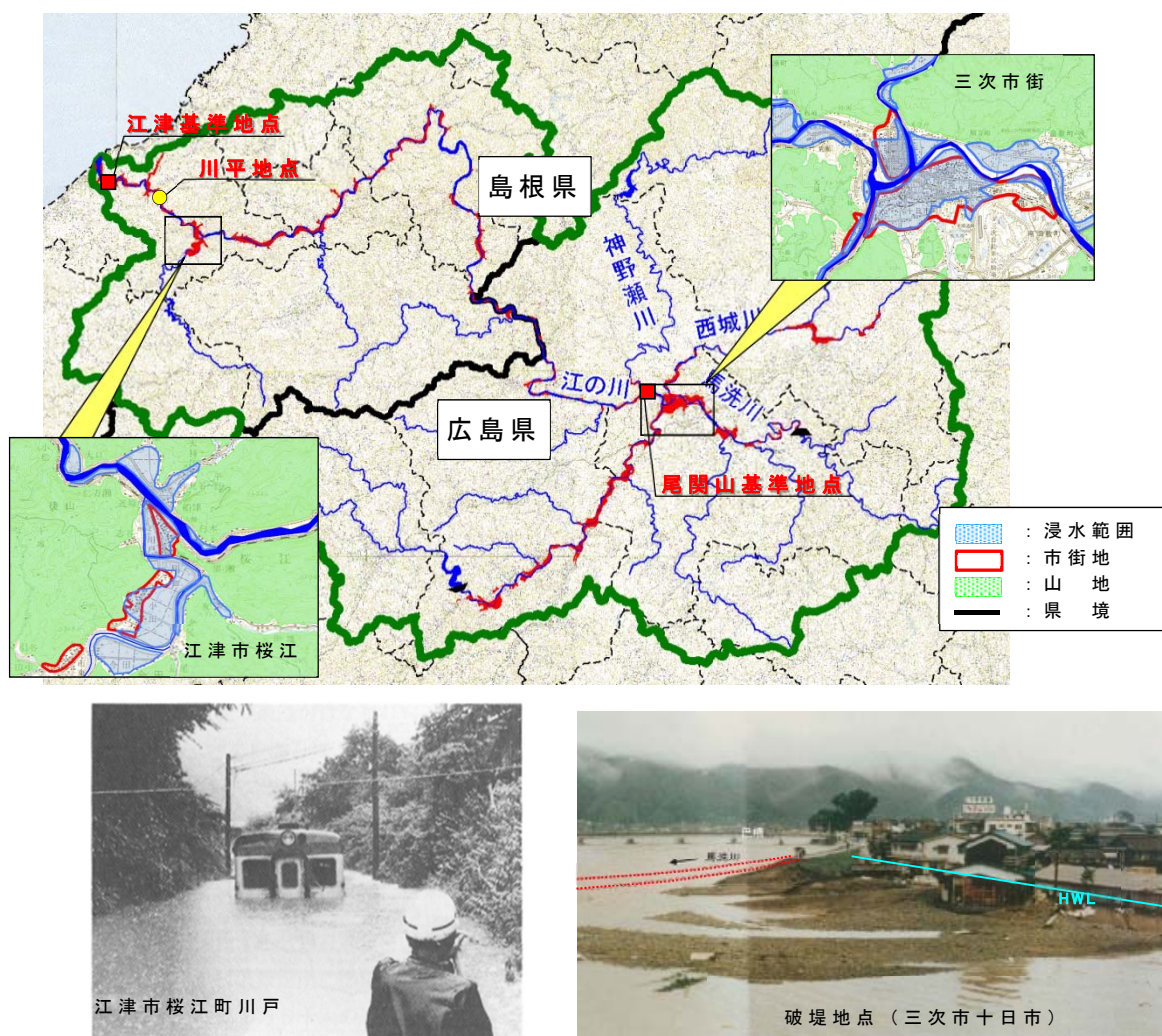 三次市街
江津基準地点
川平地点
島根県
神野瀬川
西城川
江の川
馬洗川
広島県
尾関山基準地点
：浸水範囲
：市街地
：山　地
：県　境
桜江
江津市桜江
馬洗川
HWL
江津市桜江町川戸
破堤地点（三次市十日市）